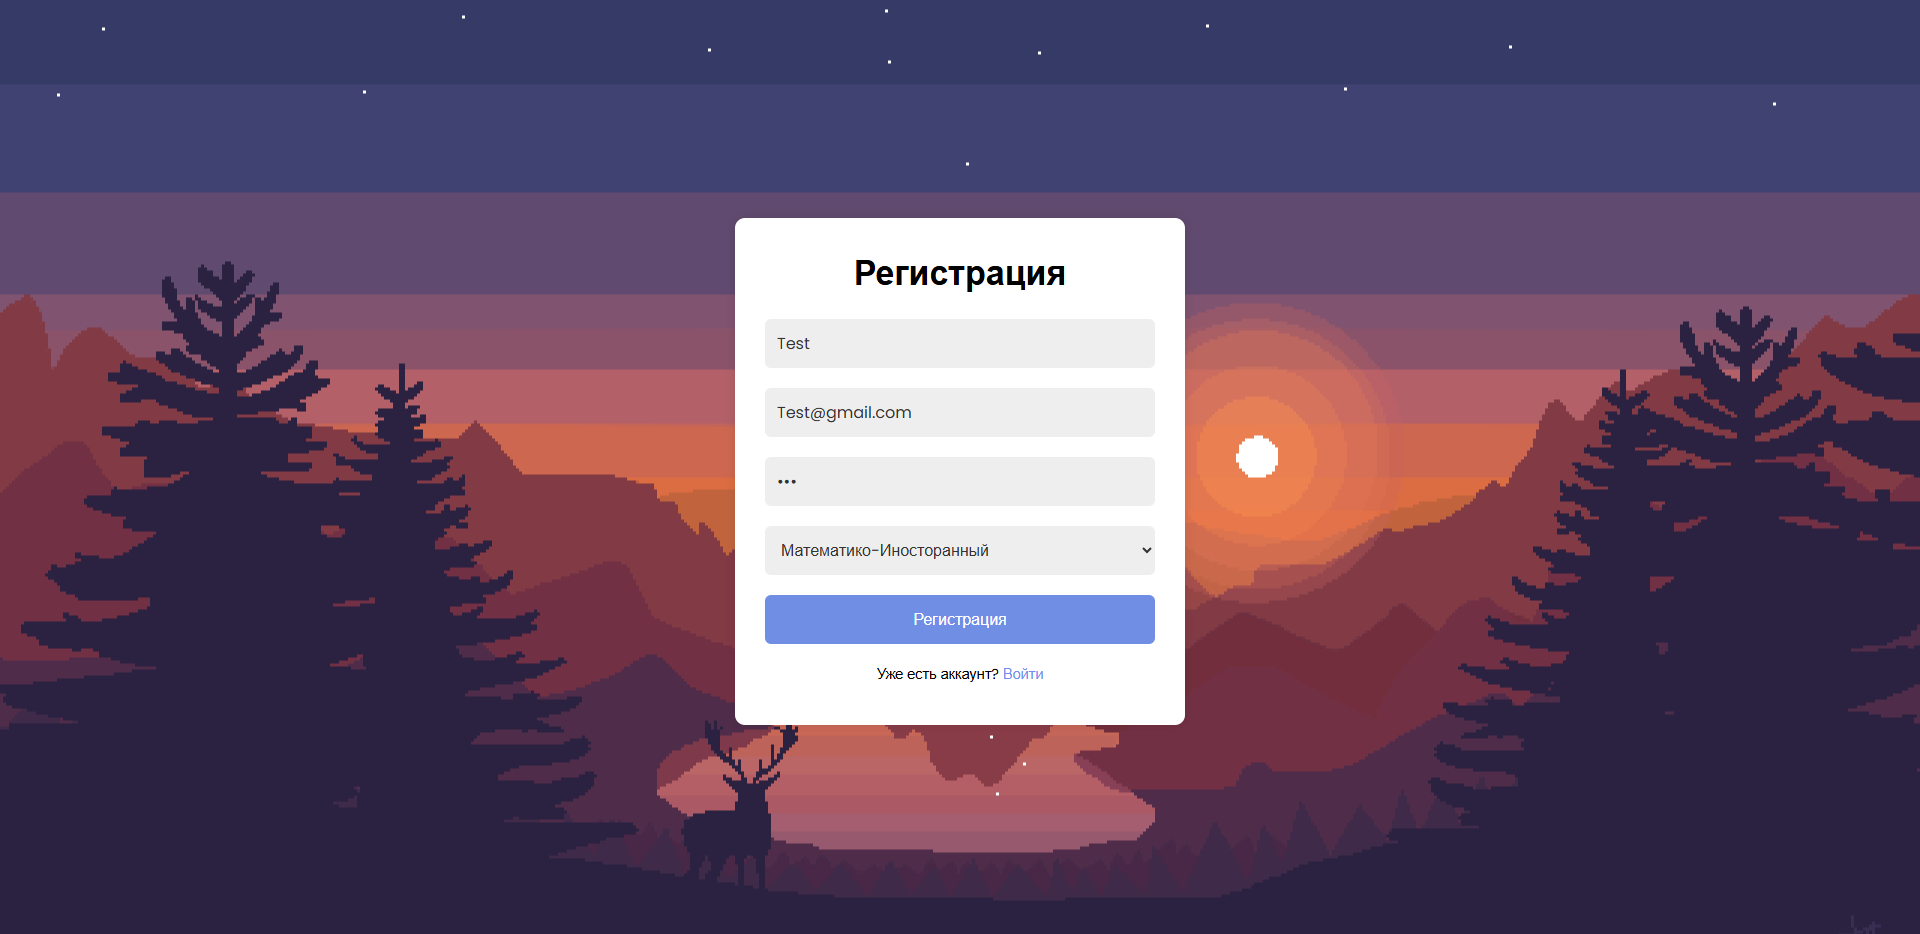 Регистрация
Test
Test@gmail.com
•••
Математико-Иносторанный
Регистрация
Уже есть аккаунт? Войти